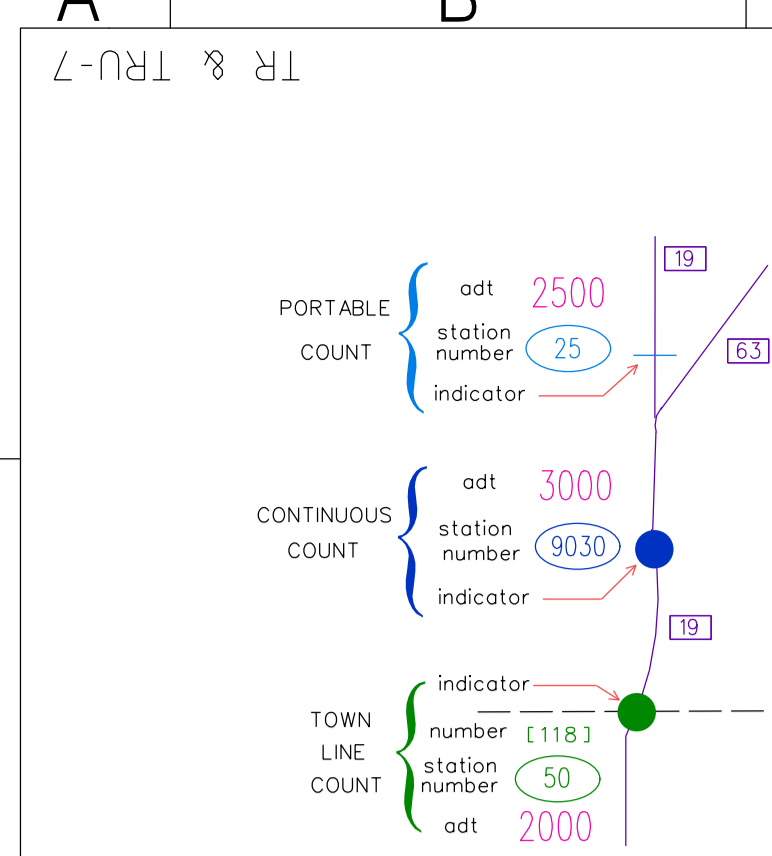 A B
TR & TRU-7
19
adt 2500
PORTABLE
station
number 25
COUNT
63
indicator
adt 3000
CONTINUOUS
station
number 9030
COUNT
indicator
19
indicator
TOWN
number [118]
LINE
station
number 50
COUNT
adt 2000